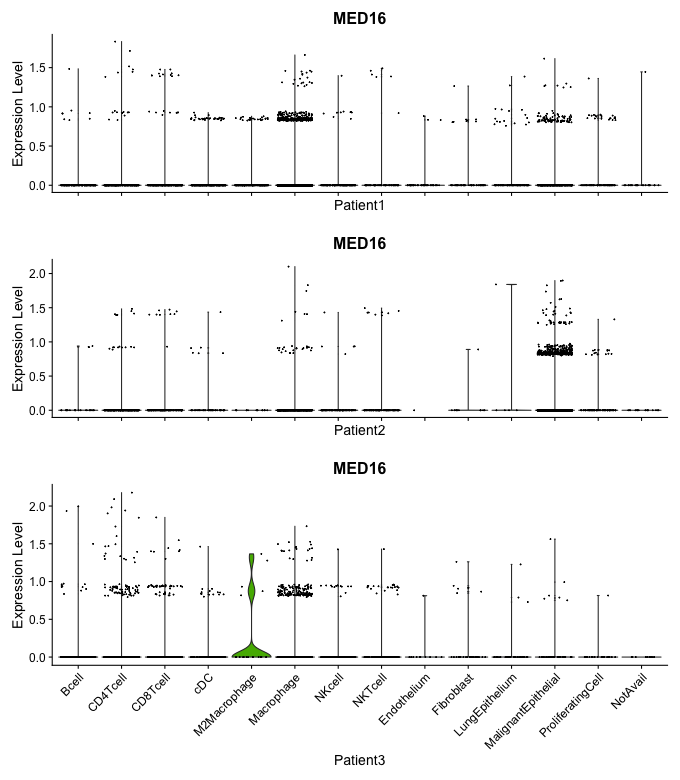 MED16
Expression Level
1.5
1.0
0.5
0.0
Patient1
MED16
Expression Level
2.0
1.5
1.0
0.5
0.0
Patient2
MED16
Expression Level
2.0
1.5
1.0
0.5
0.0
Bcell
CD4Tcell
CD8Tcell
cDC
M2Macrophage
Macrophage
NKcell
NKTcell
Endothelium
Fibroblast
LungEpithelium
MalignantEpithelial
ProliferatingCell
NotAvail
Patient3